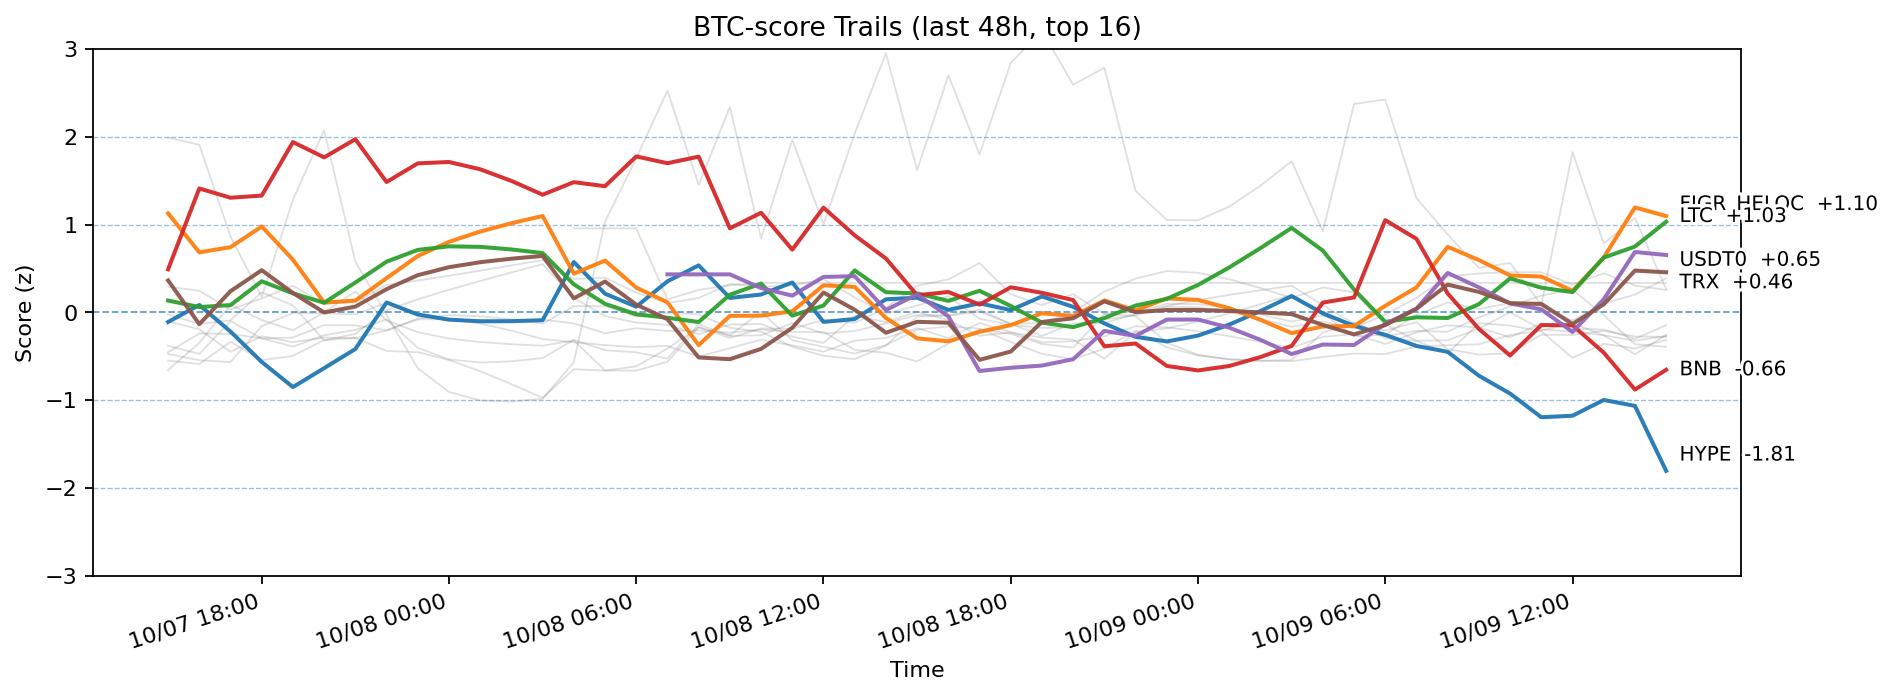 BTC-score Trails (last 48h, top 16)
Score (z)
3
2
1
0
−1
−2
−3
FIGR_HELOC +1.10
LTC +1.03
USDT0 +0.65
TRX +0.46
BNB -0.66
HYPE -1.81
10/07 18:00
10/08 00:00
10/08 06:00
10/08 12:00
10/08 18:00
10/09 00:00
10/09 06:00
10/09 12:00
Time